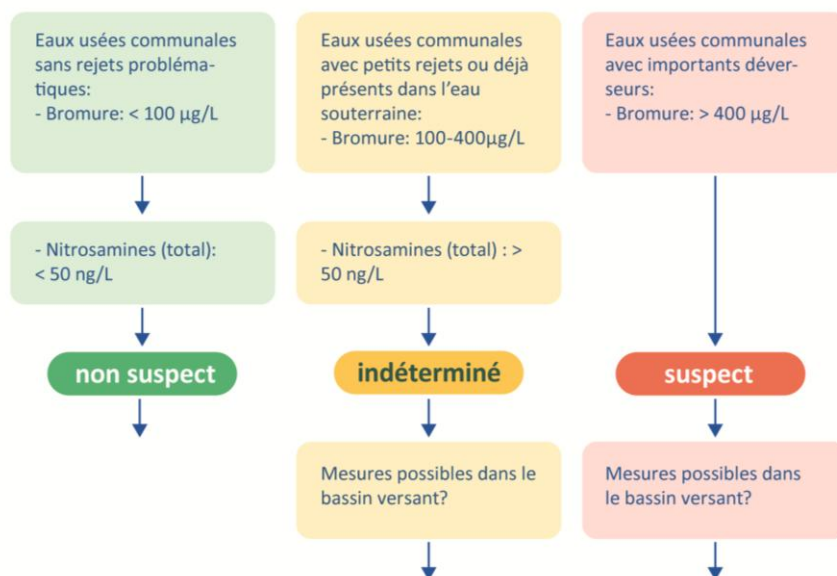 Eaux usées communales
sans rejets probléma-
tiques:
- Bromure: < 100 µg/L
Eaux usées communales
avec petits rejets ou déjà
présents dans l'eau
souterraine:
- Bromure: 100-400µg/L
Eaux usées communales
avec importants déver-
seurs:
- Bromure: > 400 µg/L
- Nitrosamines (total):
< 50 ng/L
- Nitrosamines (total) : >
50 ng/L
non suspect
indéterminé
suspect
Mesures possibles dans le
bassin versant?
Mesures possibles dans
le bassin versant?